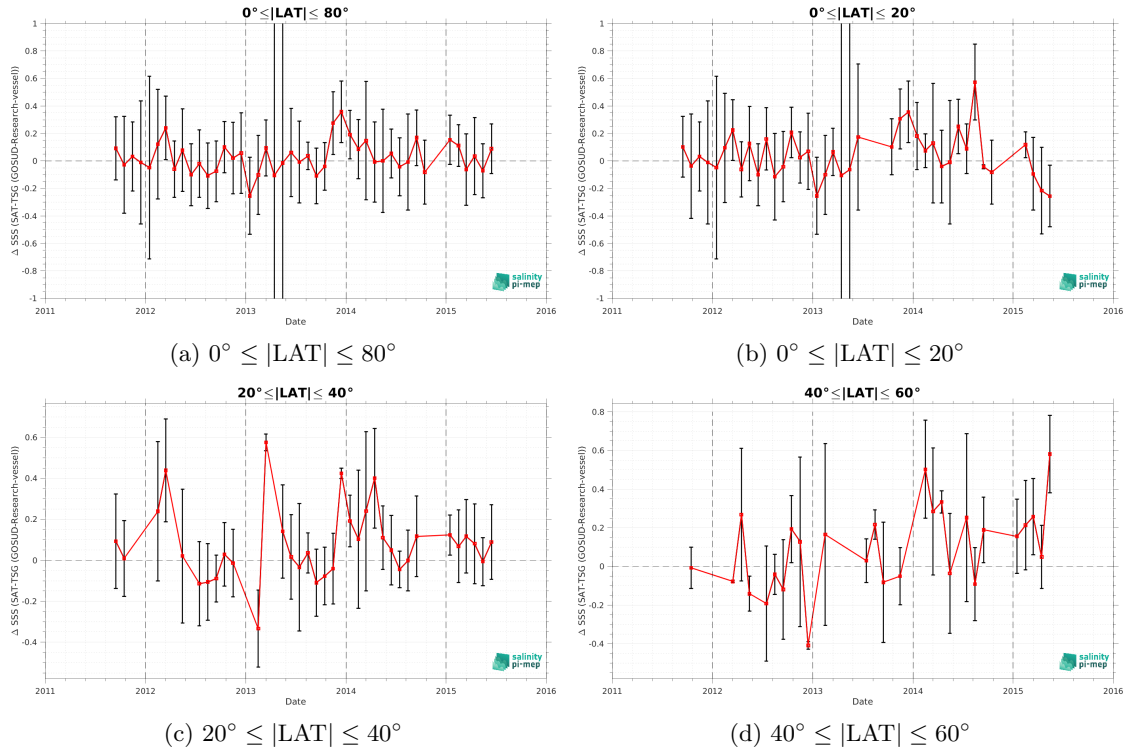 0°≤|LAT|≤ 80°
Δ SSS (SAT-TSG (GOSUD-Research-vessel))
1
0.8
0.6
0.4
0.2
0
-0.2
-0.4
-0.6
-0.8
-1
2011 2012 2013 2014 2015 2016
Date
salinity
pi-mep
(a) 0° ≤ |LAT| ≤ 80°
0°≤|LAT|≤ 20°
Δ SSS (SAT-TSG (GOSUD-Research-vessel))
1
0.8
0.6
0.4
0.2
0
-0.2
-0.4
-0.6
-0.8
-1
2011 2012 2013 2014 2015 2016
Date
salinity
pi-mep
(b) 0° ≤ |LAT| ≤ 20°
20°≤|LAT|≤ 40°
Δ SSS (SAT-TSG (GOSUD-Research-vessel))
0.6
0.4
0.2
0
-0.2
-0.4
2011 2012 2013 2014 2015 2016
Date
salinity
pi-mep
(c) 20° ≤ |LAT| ≤ 40°
40°≤|LAT|≤ 60°
Δ SSS (SAT-TSG (GOSUD-Research-vessel))
0.8
0.6
0.4
0.2
0
-0.2
-0.4
2011 2012 2013 2014 2015 2016
Date
salinity
pi-mep
(d) 40° ≤ |LAT| ≤ 60°